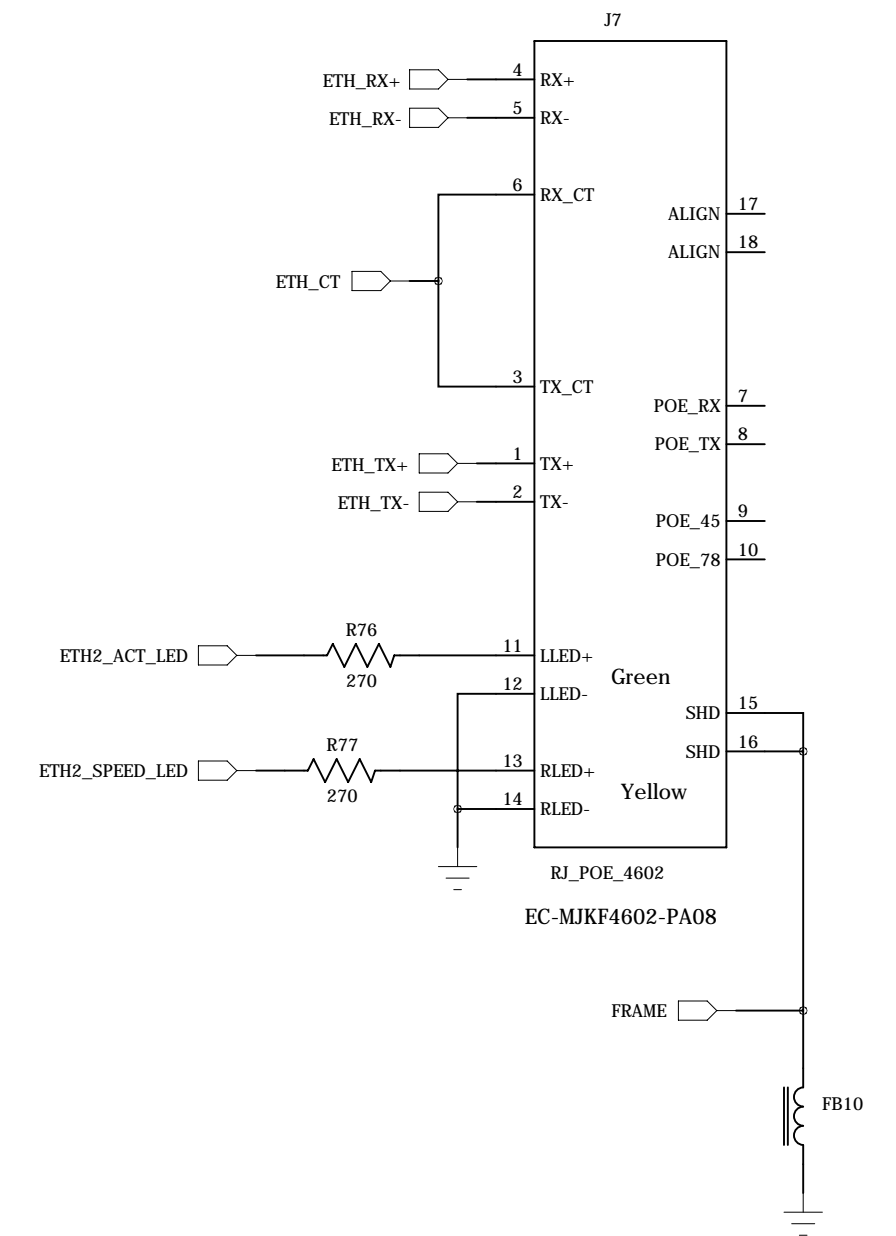 J7
ETH_RX+ 4 RX+
ETH_RX- 5 RX-
6 RX_CT
ALIGN 17
ALIGN 18
ETH_CT
3 TX_CT
POE_RX 7
POE_TX 8
ETH_TX+ 1 TX+
ETH_TX- 2 TX-
POE_45 9
POE_78 10
R76
ETH2_ACT_LED 11 LLED+
270
Green
12 LLED-
SHD 15
R77
SHD 16
ETH2_SPEED_LED 13 RLED+
270
Yellow
14 RLED-
RJ_POE_4602
EC-MJKF4602-PA08
FRAME
FB10